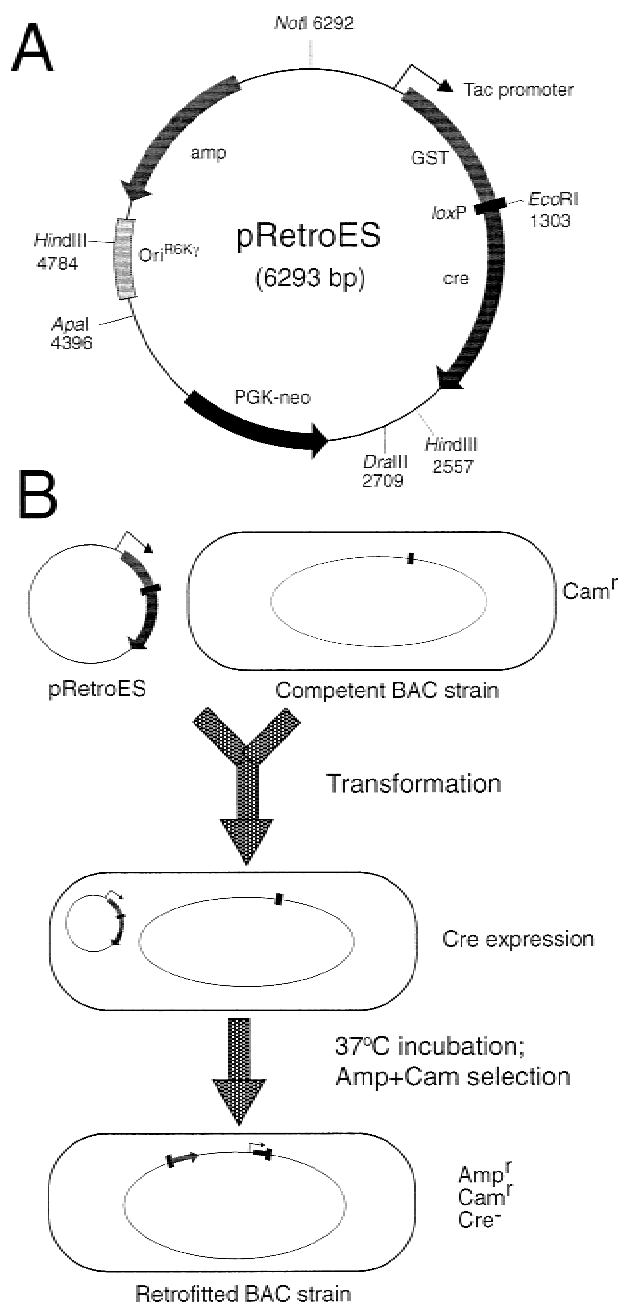 A
NotI 6292
Tac promoter
amp
GST
loxP
EcoRI
1303
HindIII
4784
OriR6Kγ
pRetroES
(6293 bp)
cre
ApaI
4396
PGK-neo
DraIII
2709
HindIII
2557
B
Camr
pRetroES
Competent BAC strain
Transformation
Cre expression
37ºC incubation;
Amp+Cam selection
Ampr
Camr
Cre-
Retrofitted BAC strain